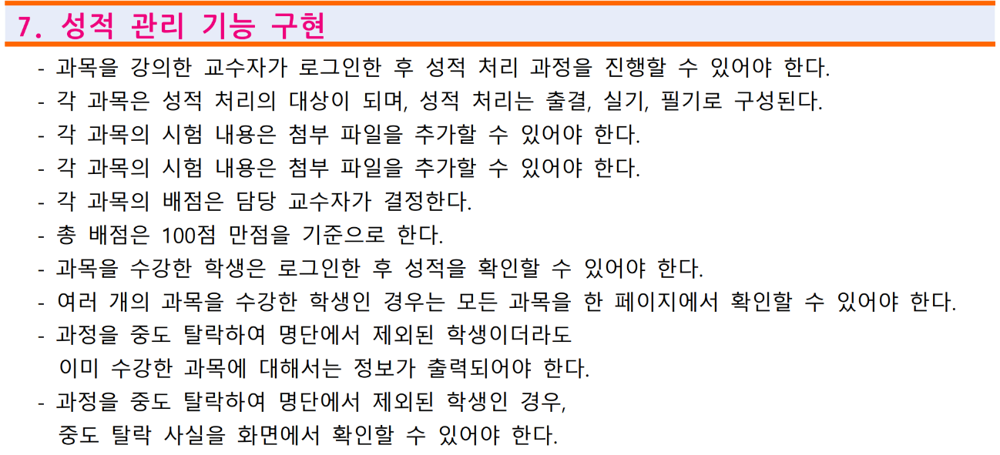 7. 성적 관리 기능 구현
- 과목을 강의한 교수자가 로그인한 후 성적 처리 과정을 진행할 수 있어야 한다.
- 각 과목은 성적 처리의 대상이 되며, 성적 처리는 출결, 실기, 필기로 구성된다.
- 각 과목의 시험 내용은 첨부 파일을 추가할 수 있어야 한다.
- 각 과목의 시험 내용은 첨부 파일을 추가할 수 있어야 한다.
- 각 과목의 배점은 담당 교수자가 결정한다.
- 총 배점은 100점 만점을 기준으로 한다.
- 과목을 수강한 학생은 로그인한 후 성적을 확인할 수 있어야 한다.
- 여러 개의 과목을 수강한 학생인 경우는 모든 과목을 한 페이지에서 확인할 수 있어야 한다.
- 과정을 중도 탈락하여 명단에서 제외된 학생이더라도
이미 수강한 과목에 대해서는 정보가 출력되어야 한다.
- 과정을 중도 탈락하여 명단에서 제외된 학생인 경우,
중도 탈락 사실을 화면에서 확인할 수 있어야 한다.